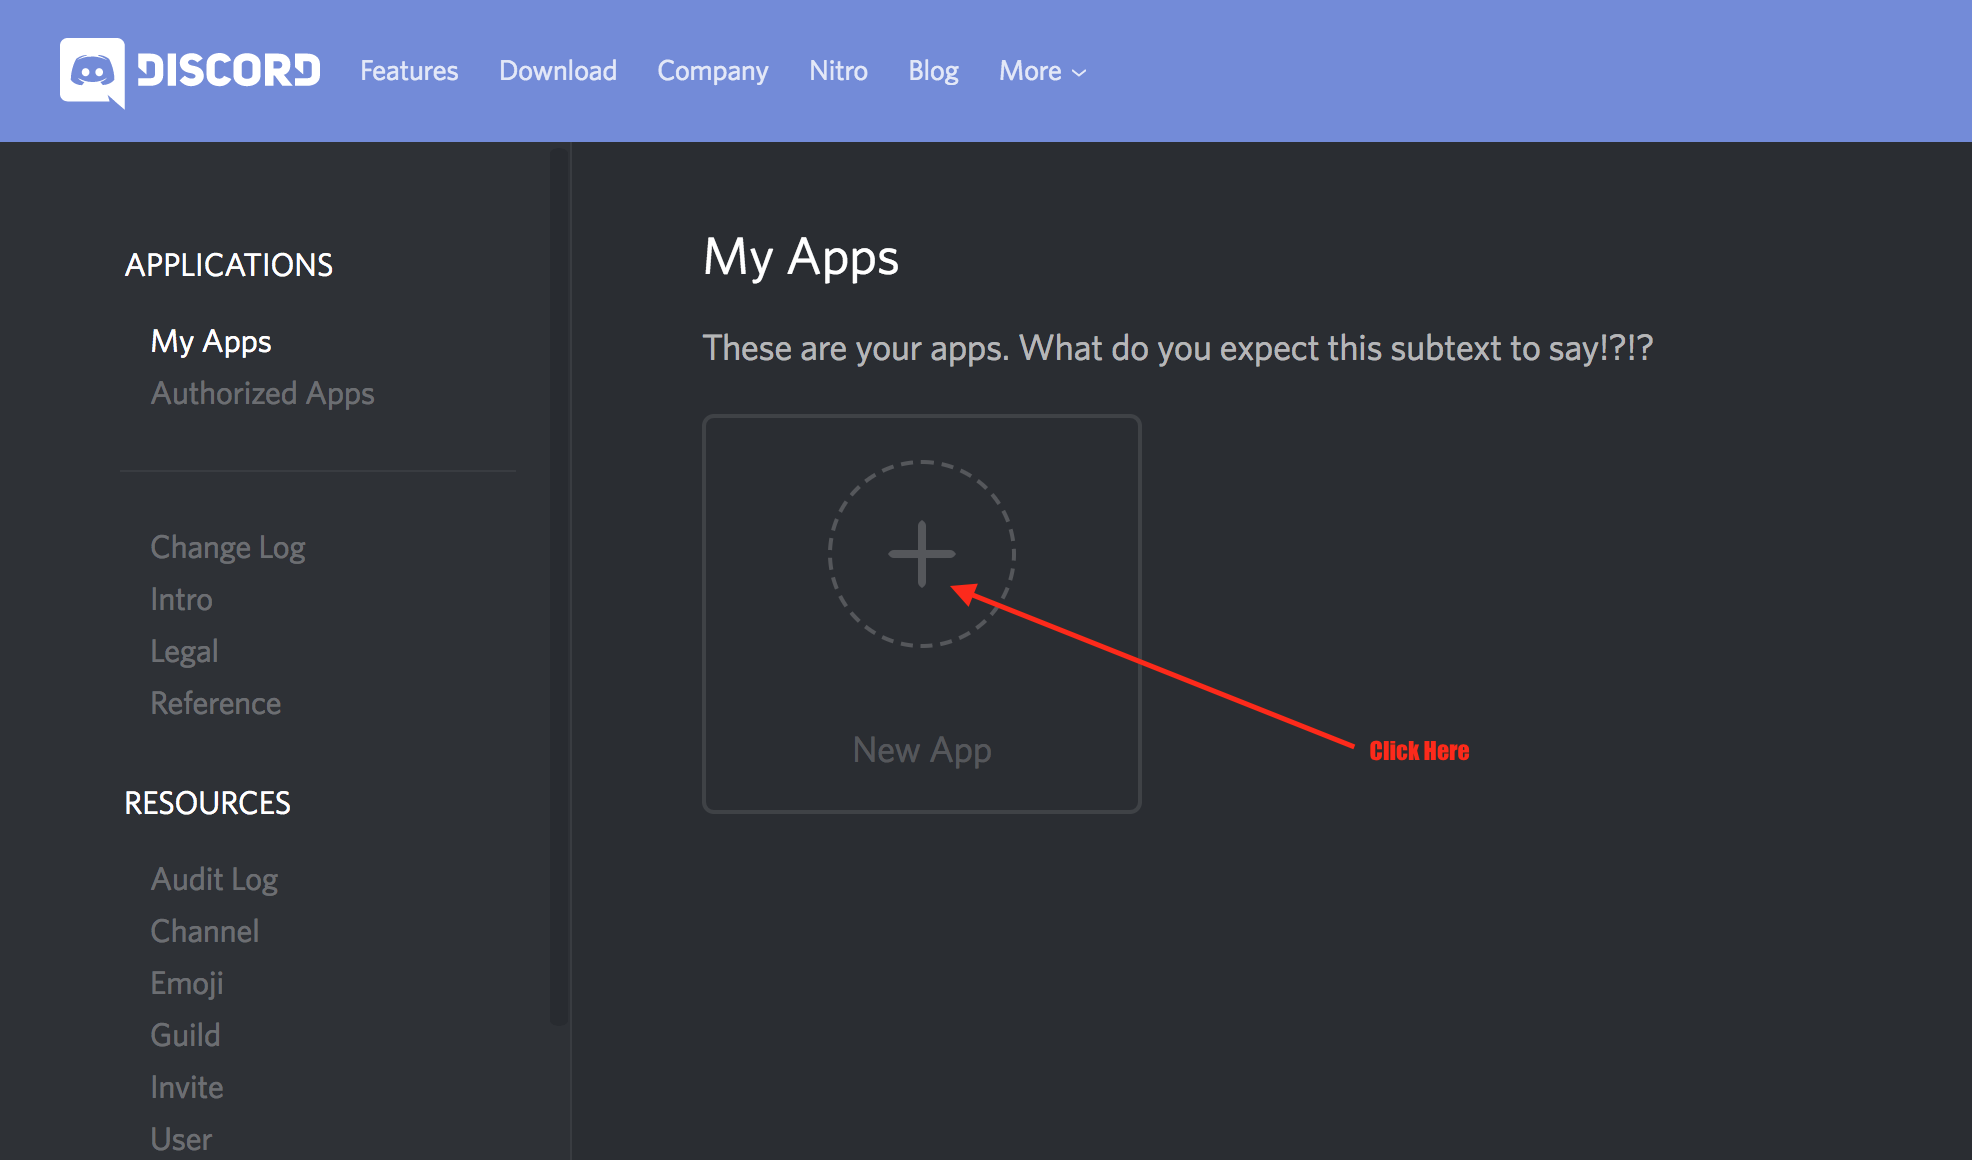 DISCORD Features Download Company Nitro Blog More
APPLICATIONS
My Apps
Authorized Apps
Change Log
Intro
Legal
Reference
RESOURCES
Audit Log
Channel
Emoji
Guild
Invite
User
My Apps
These are your apps. What do you expect this subtext to say!?!?
New App
Click Here